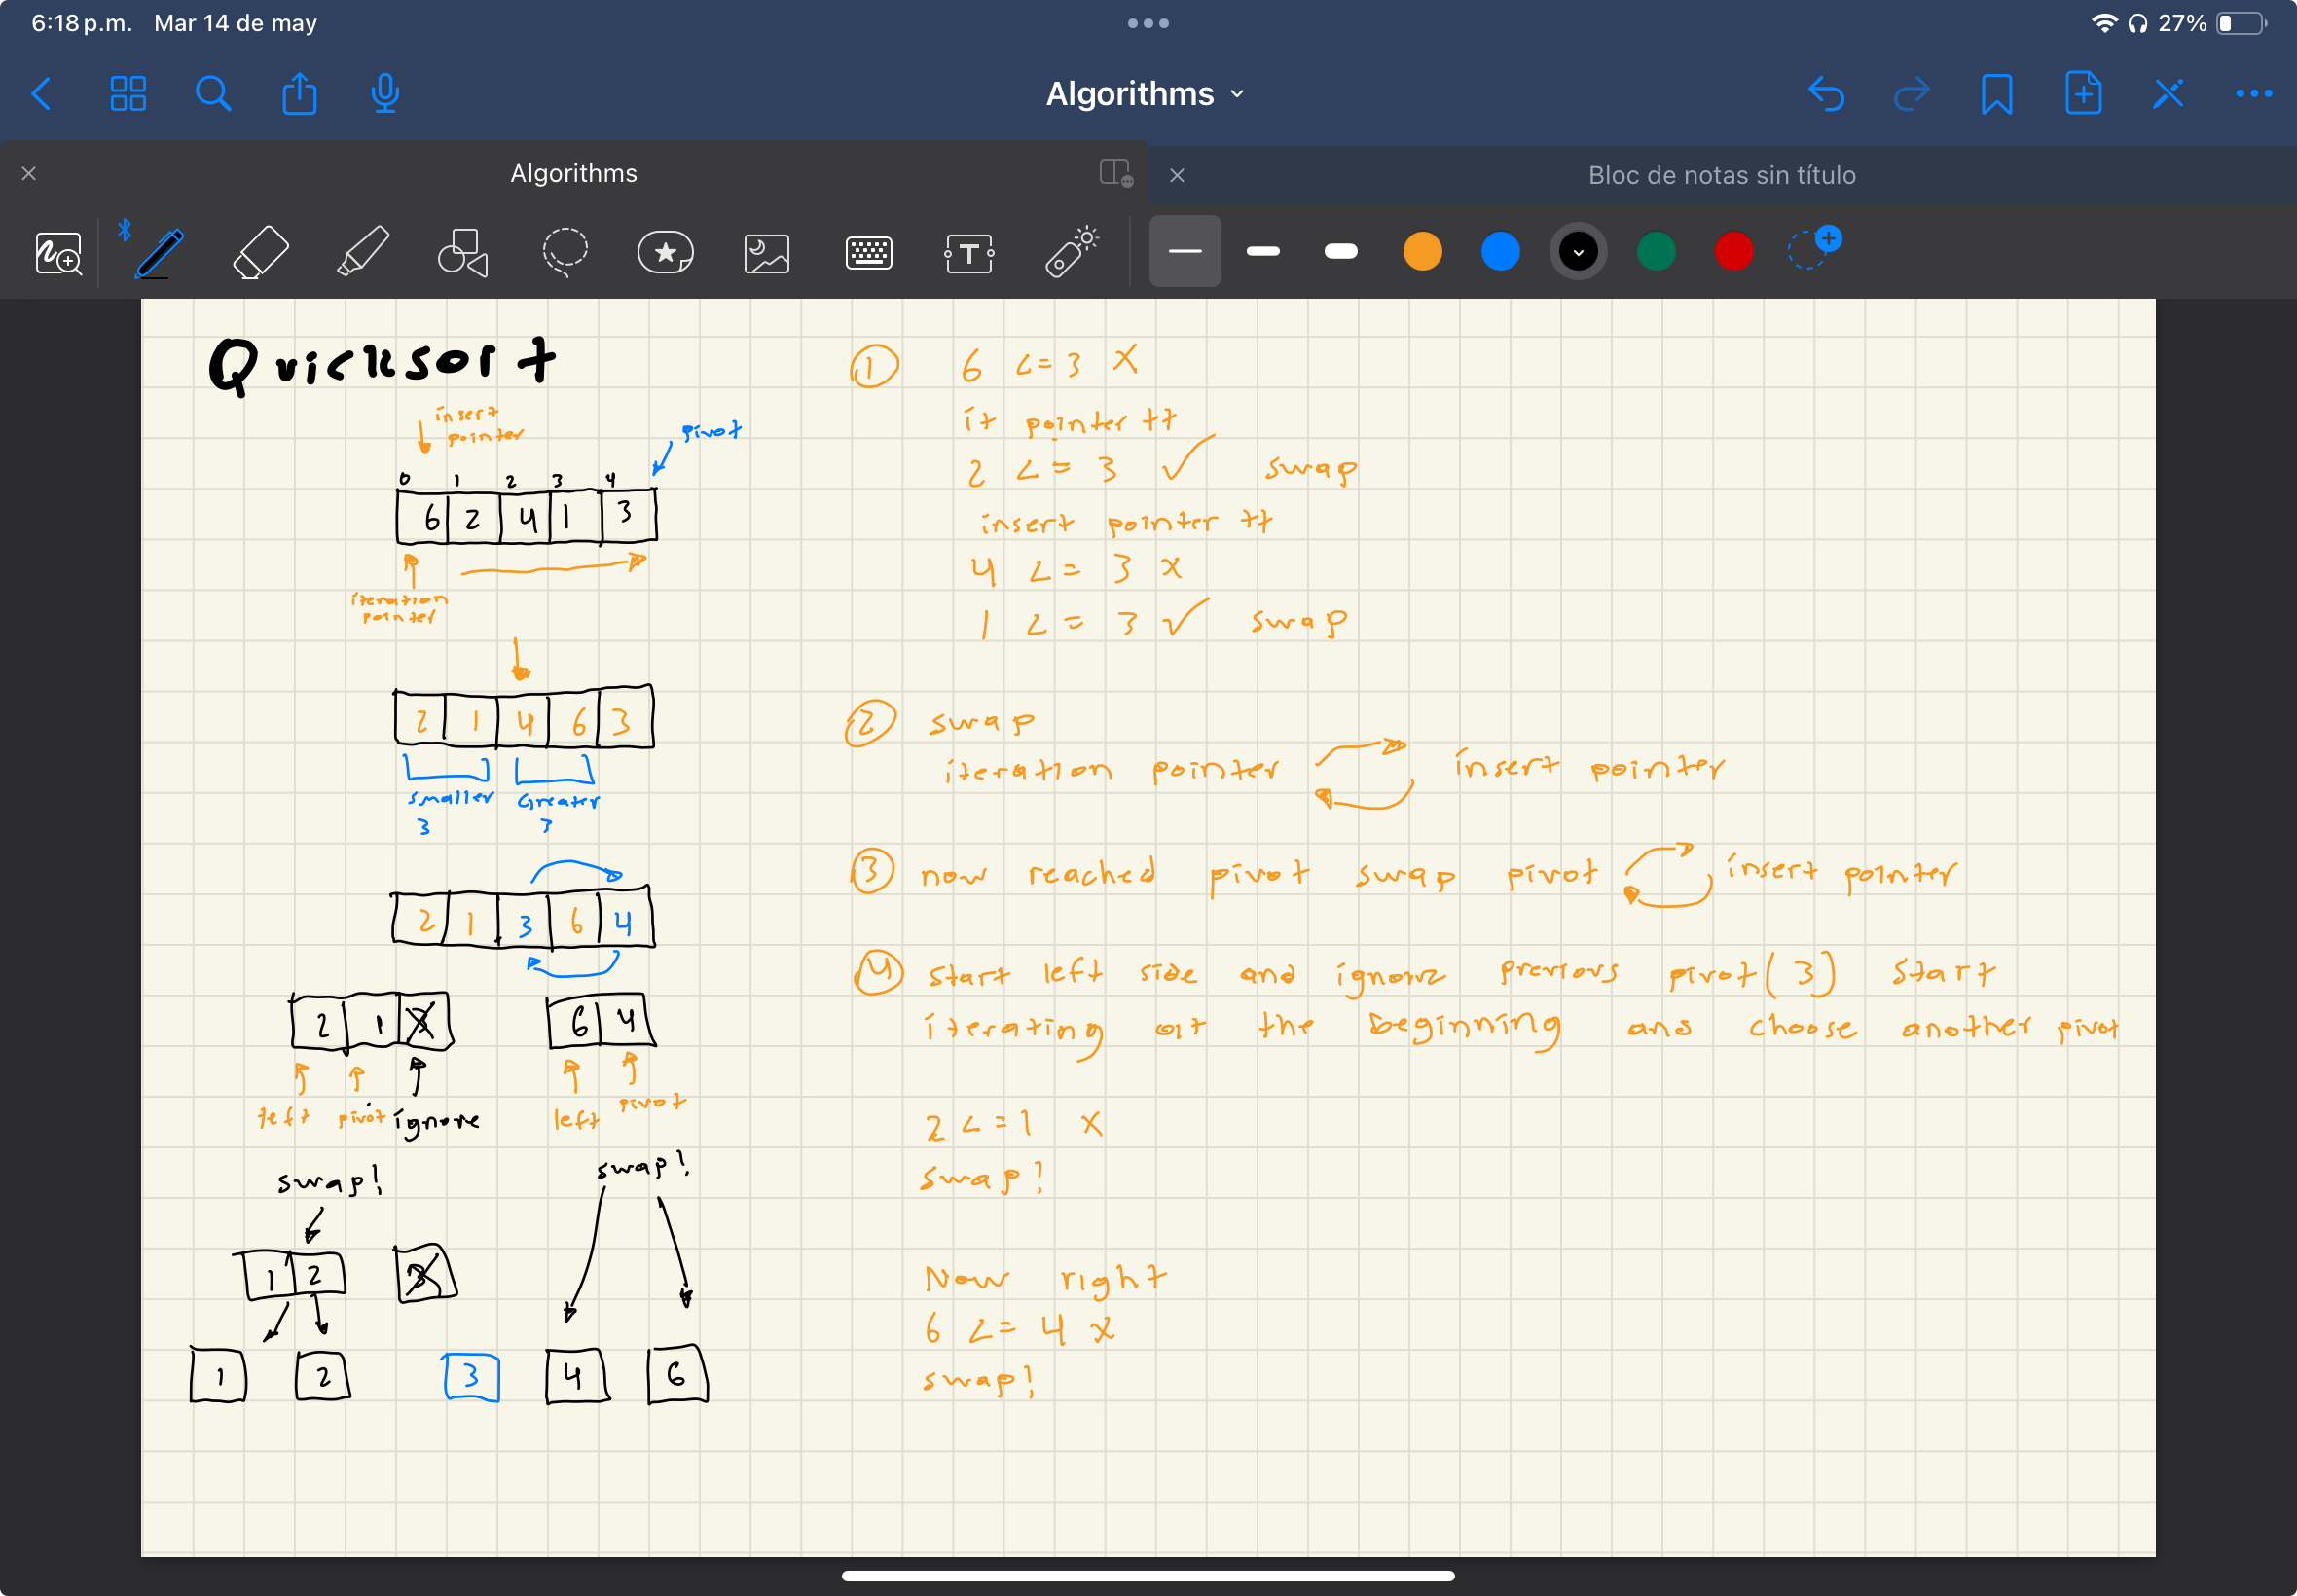 6:18 p.m. Mar 14 de may
27%
Algorithms
Algorithms
Bloc de notas sin título
T
Quicksort
insert
pointer
pivot
0 1 2 3 4
6 2 4 1 3
iteration
pointer
2 1 4 6 3
smaller Greater
3 3
2 1 3 6 4
2 1 3 6 4
left pivot ignore left pivot
swap! swap!
1 2 3
1 2 3 4 6
1 6 <= 3 X
it pointer ++
2 <= 3 ✓ swap
insert pointer ++
4 <= 3 x
1 <= 3 ✓ swap
2 swap
iteration pointer insert pointer
3 now reached pivot swap pivot insert pointer
4 start left side and ignore previous pivot (3) start
iterating at the beginning and choose another pivot
2 <= 1 x
swap!
Now right
6 <= 4 x
swap!